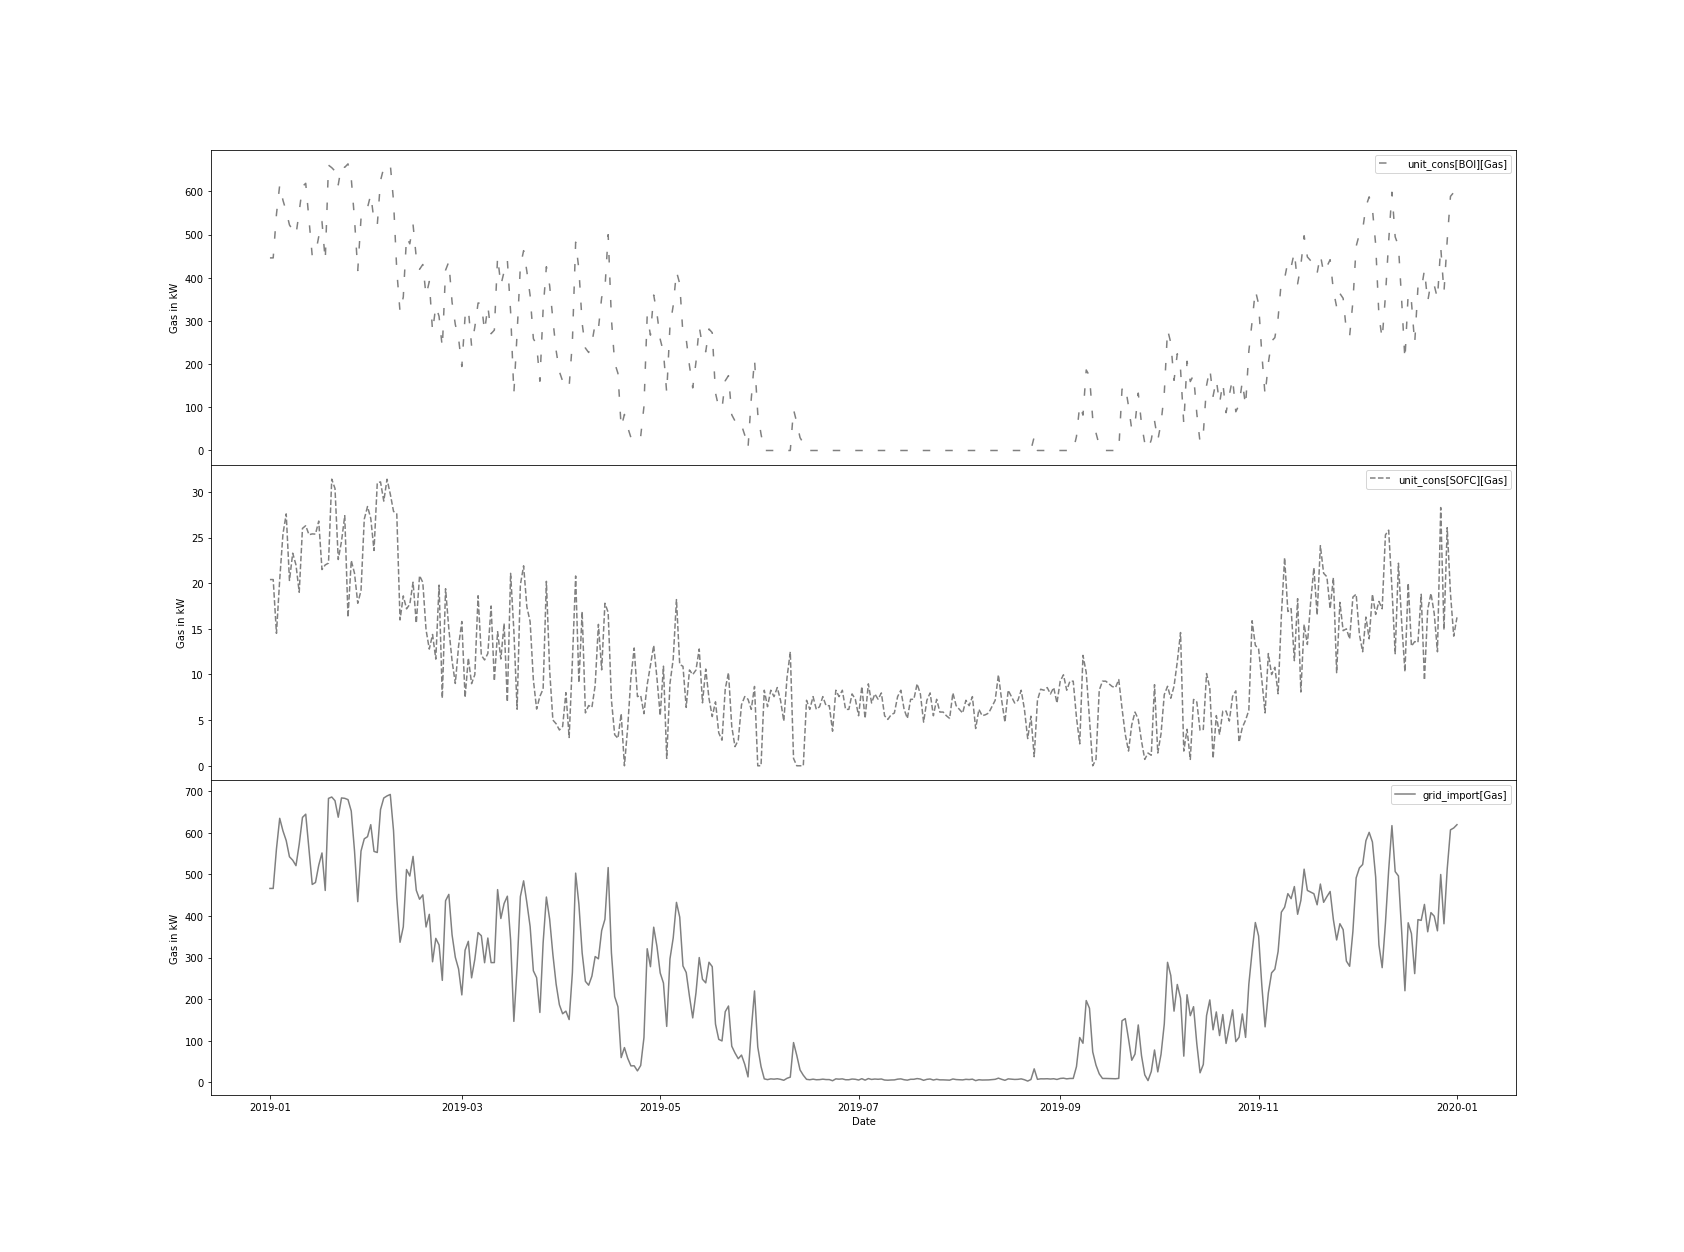 unit_cons[BOI][Gas]
600
500
400
300
200
100
0
Gas in kW
unit_cons[SOFC][Gas]
30
25
20
15
10
5
0
Gas in kW
grid_import[Gas]
700
600
500
400
300
200
100
0
Gas in kW
2019-01 2019-03 2019-05 2019-07 2019-09 2019-11 2020-01
Date